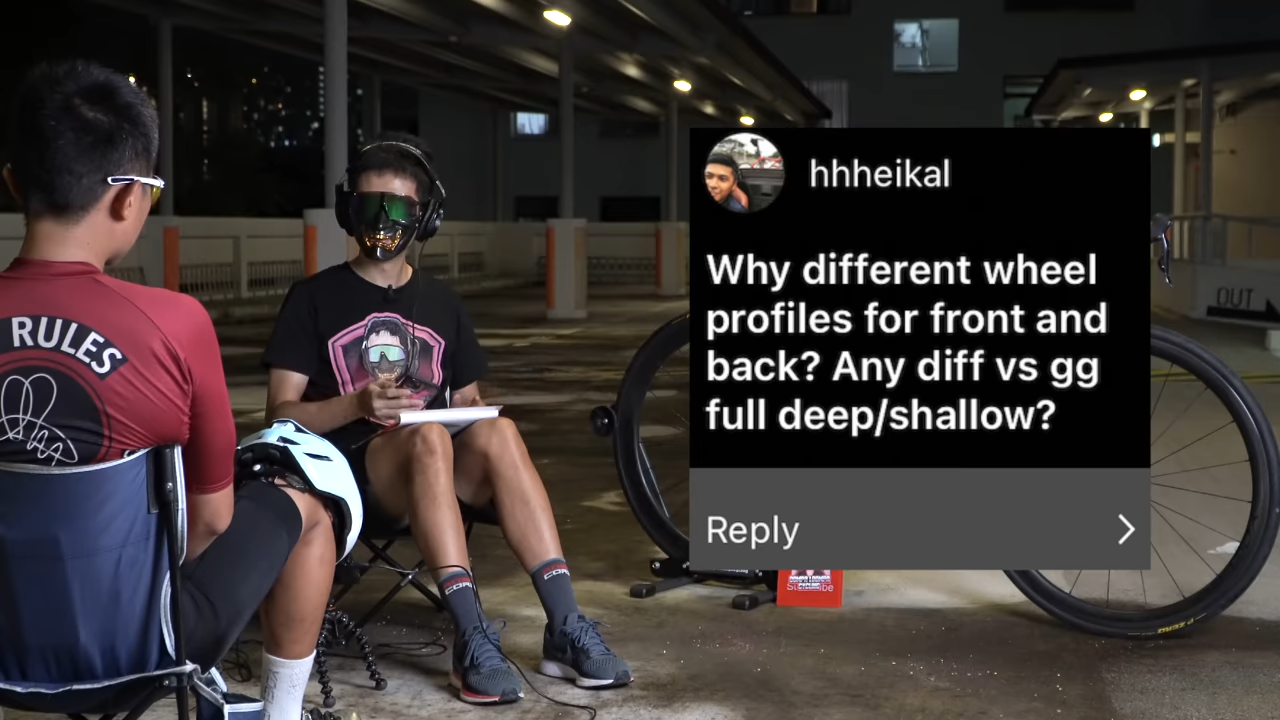 RULES
hhheikal
Why different wheel
profiles for front and
back? Any diff vs gg
full deep/shallow?
Reply
OUT